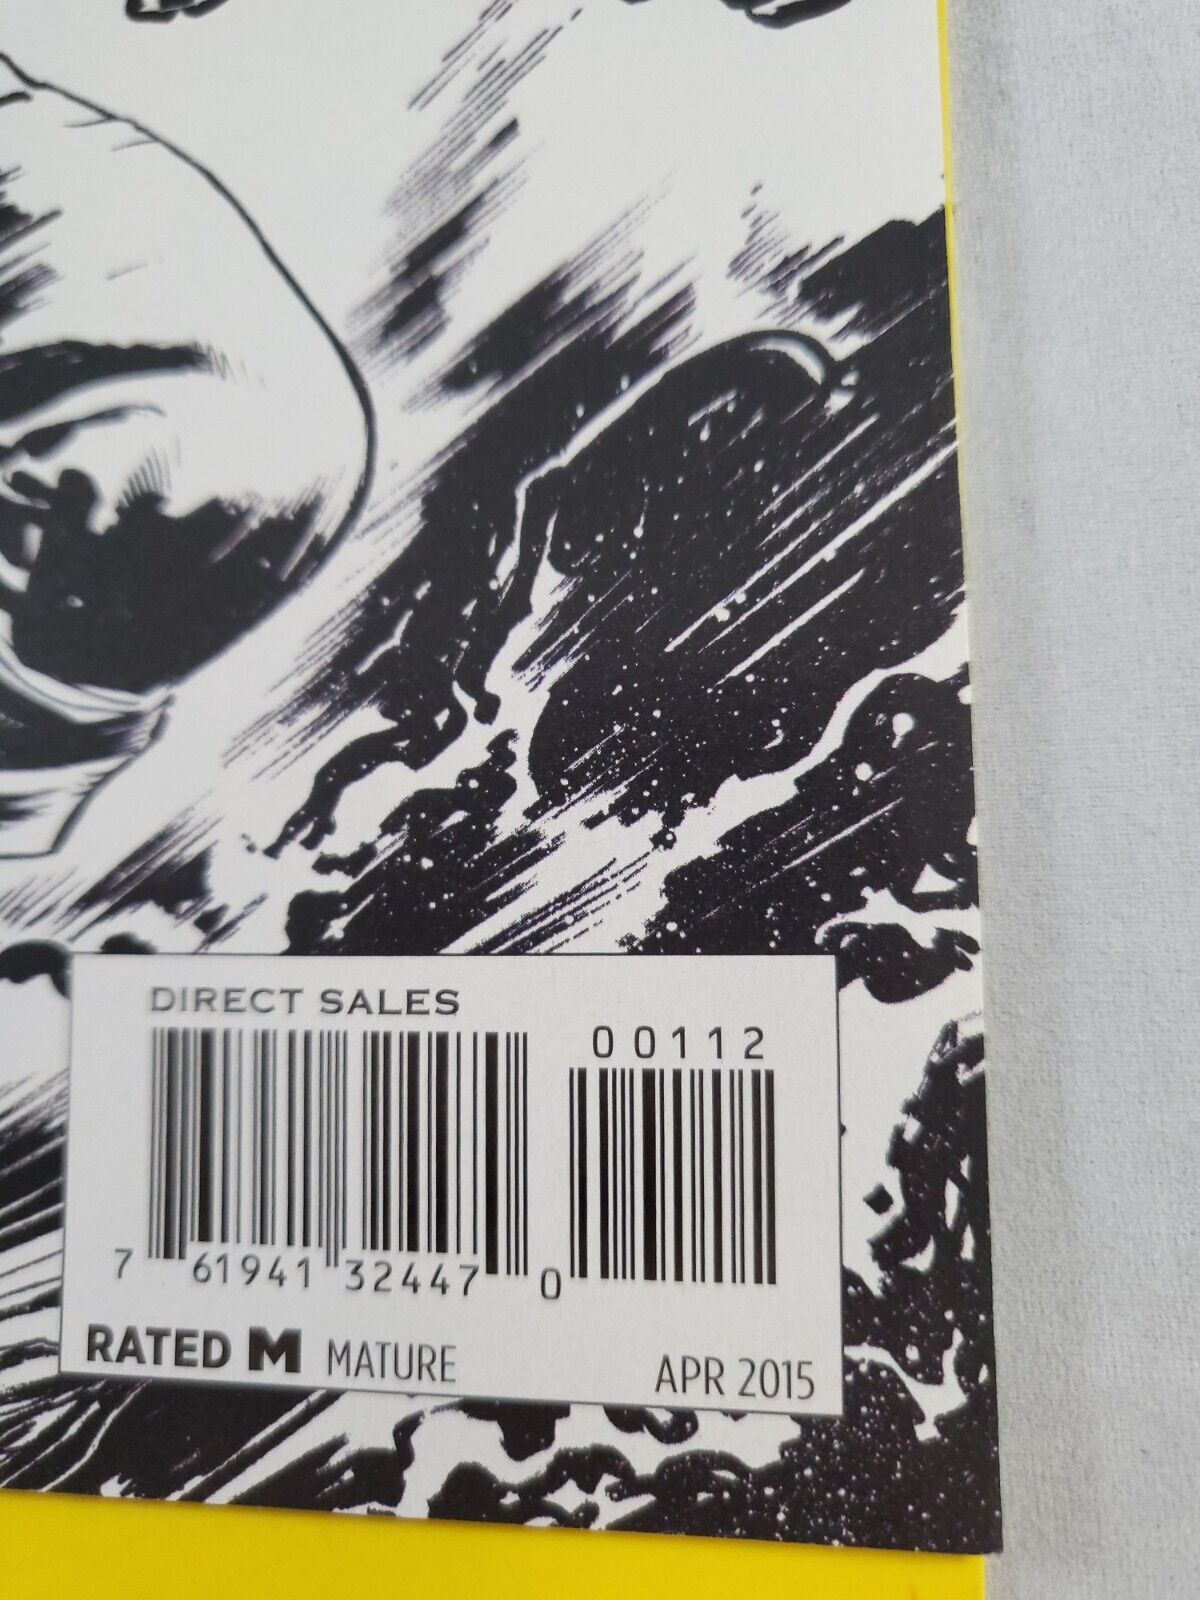 DIRECT SALES
00112
7 61941 32447 0
RATED M MATURE
APR 2015